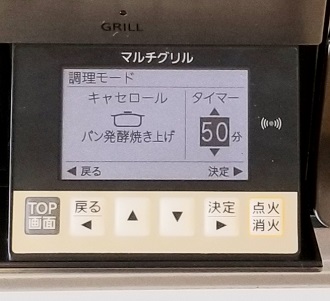 GRILL
マルチグリル
調理モード
キャセロール
タイマー
パン発酵焼き上げ
50分
◀戻る
決定▶
TOP
画面
戻る
◀
▲
▼
決定
▶
点火
消火